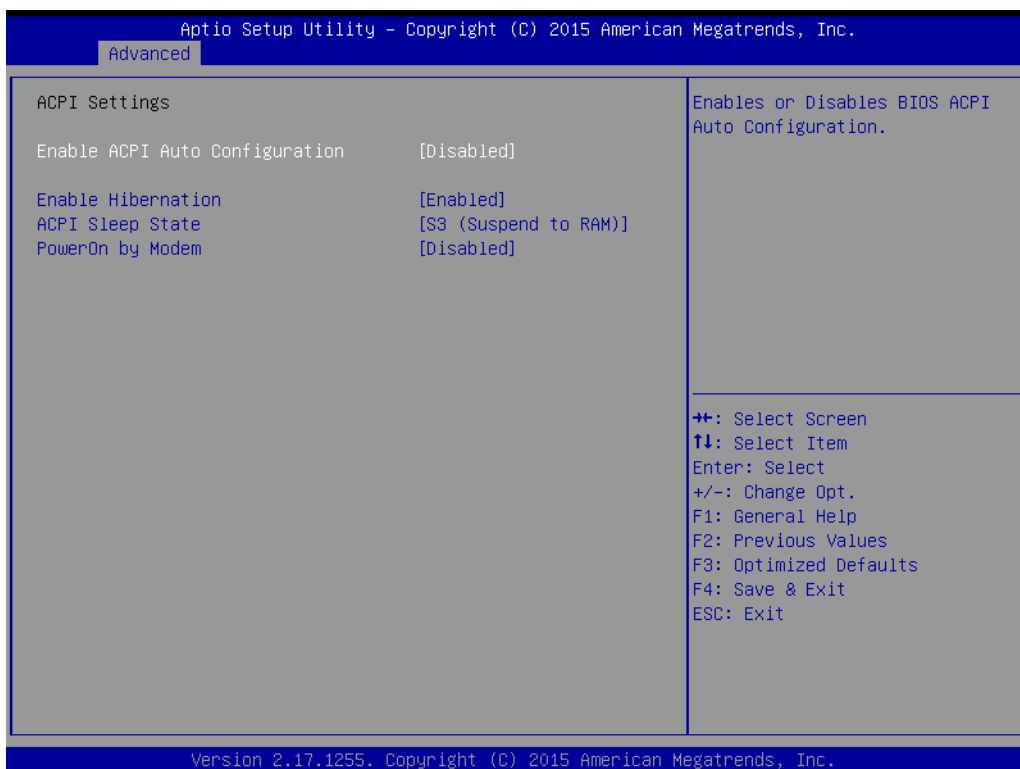 Aptio Setup Utility – Copyright (C) 2015 American Megatrends, Inc.
Advanced
ACPI Settings
Enable ACPI Auto Configuration [Disabled]
Enable Hibernation [Enabled]
ACPI Sleep State [S3 (Suspend to RAM)]
PowerOn by Modem [Disabled]
Enables or Disables BIOS ACPI
Auto Configuration.
→←: Select Screen
↑↓: Select Item
Enter: Select
+/-: Change Opt.
F1: General Help
F2: Previous Values
F3: Optimized Defaults
F4: Save & Exit
ESC: Exit
Version 2.17.1255. Copyright (C) 2015 American Megatrends, Inc.